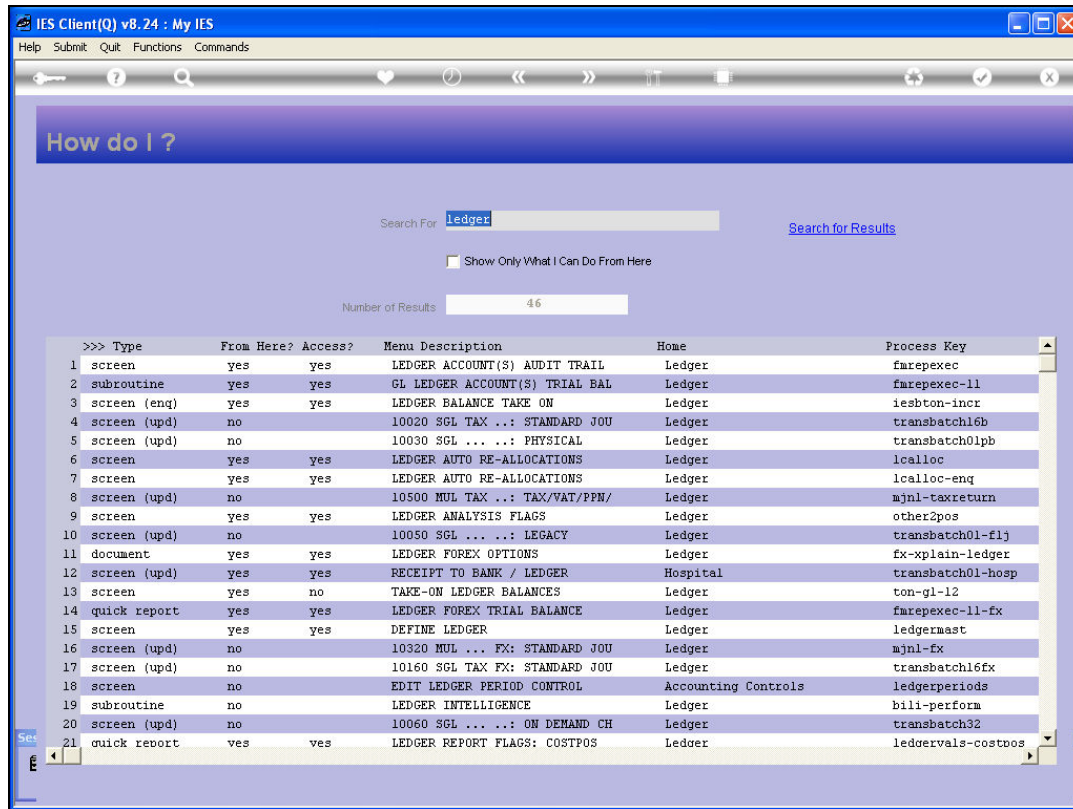 IES Client(Q) v8.24 : My IES
Help Submit Quit Functions Commands
How do I ?
Search For ledger Search for Results
Show Only What I Can Do From Here
Number of Results 46
>>> Type From Here? Access? Menu Description Home Process Key
1 screen yes yes LEDGER ACCOUNT(S) AUDIT TRAIL Ledger fmrepexec
2 subroutine yes yes GL LEDGER ACCOUNT(S) TRIAL BAL Ledger fmrepexec-ll
3 screen (enq) yes yes LEDGER BALANCE TAKE ON Ledger iesbton-incr
4 screen (upd) no 10020 SGL TAX ..: STANDARD JOU Ledger transbatch16b
5 screen (upd) no 10030 SGL ... ..: PHYSICAL Ledger transbatch01pb
6 screen yes yes LEDGER AUTO RE-ALLOCATIONS Ledger lcalloc
7 screen yes yes LEDGER AUTO RE-ALLOCATIONS Ledger lcalloc-enq
8 screen (upd) no 10500 MUL TAX ..: TAX/VAT/PPN/ Ledger mjnl-taxreturn
9 screen yes yes LEDGER ANALYSIS FLAGS Ledger other2pos
10 screen (upd) no 10050 SGL ... ..: LEGACY Ledger transbatch01-flj
11 document yes yes LEDGER FOREX OPTIONS Ledger fx-xplain-ledger
12 screen (upd) yes yes RECEIPT TO BANK / LEDGER Hospital transbatch01-hosp
13 screen yes no TAKE-ON LEDGER BALANCES Ledger ton-gl-12
14 quick report yes yes LEDGER FOREX TRIAL BALANCE Ledger fmrepexec-ll-fx
15 screen yes yes DEFINE LEDGER Ledger ledgermast
16 screen (upd) no 10320 MUL ... FX: STANDARD JOU Ledger mjnl-fx
17 screen (upd) no 10160 SGL TAX FX: STANDARD JOU Ledger transbatch16fx
18 screen no EDIT LEDGER PERIOD CONTROL Accounting Controls ledgerperiods
19 subroutine no LEDGER INTELLIGENCE Ledger bili-perform
20 screen (upd) no 10060 SGL ... ..: ON DEMAND CH Ledger transbatch32
21 quick report yes yes LEDGER REPORT FLAGS: COSTPOS Ledger ledgervals-costpos